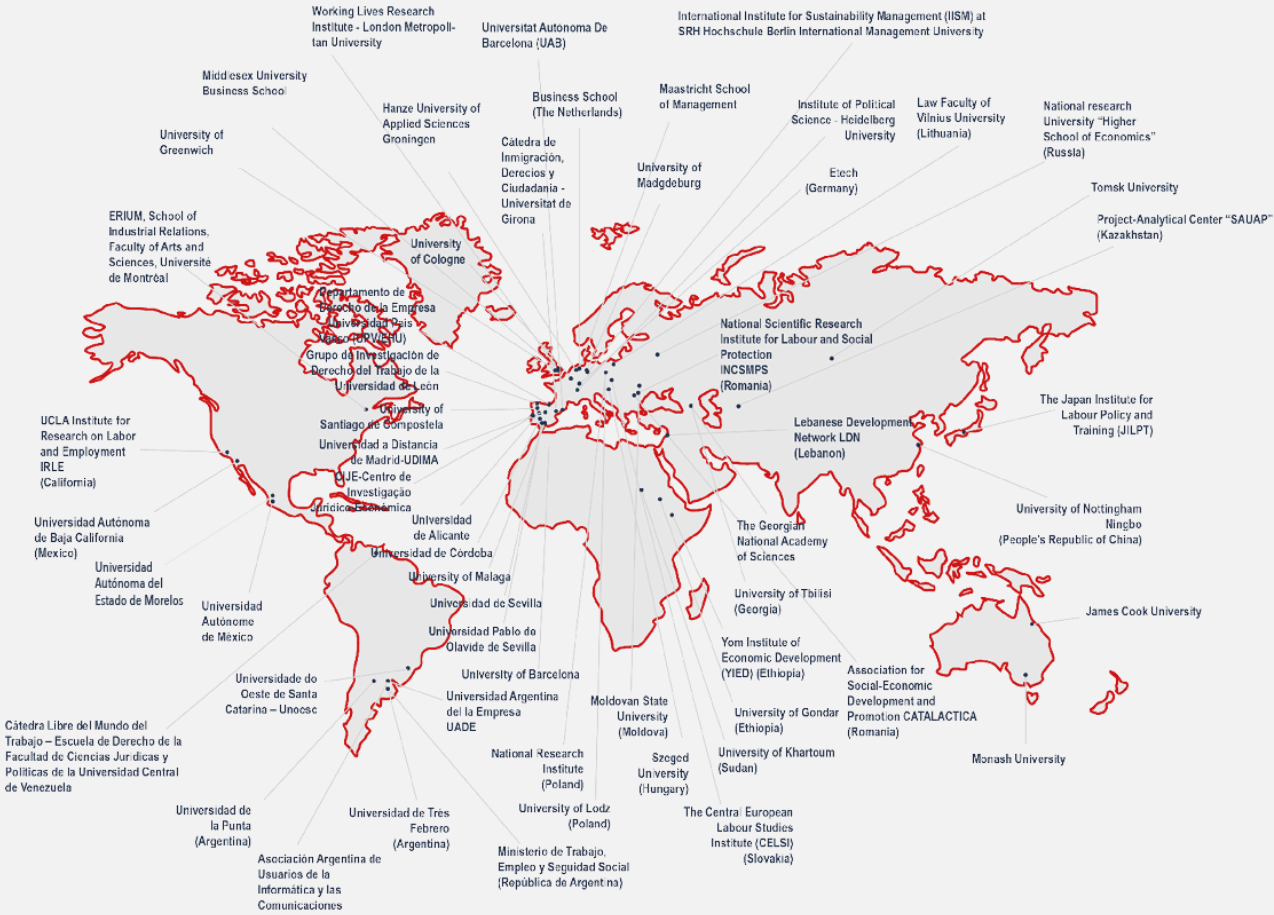 Working Lives Research
Institute - London Metropoli-
tan University
Universitat Autònoma De
Barcelona (UAB)
International Institute for Sustainability Management (IISM) at
SRH Hochschule Berlin International Management University
Middlesex University
Business School
Hanze University of
Applied Sciences
Groningen
Business School
(The Netherlands)
Maastricht School
of Management
Institute of Political
Science - Heidelberg
University
Law Faculty of
Vilnius University
(Lithuania)
National research
University “Higher
School of Economics”
(Russia)
University of
Greenwich
Cátedra de
Inmigración,
Derecios y
Ciudadania -
Universitat de
Girona
University of
Madgdeburg
Etech
(Germany)
Tomsk University
Project-Analytical Center “SAUAP”
(Kazakhstan)
ERIUM, School of
Industrial Relations,
Faculty of Arts and
Sciences, Université
de Montréal
University
of Cologne
Departamento de
Derecho de la Empresa
Universidad Pais
Vasco (UPV/EHU)
Grupo de Investigación de
Derecho del Trabajo de la
Universidad de León
University of
Santiago de Compostela
Universidad a Distancia
de Madrid-UDIMA
CIJE-Centro de
Investigação
Jurídico-Económica
National Scientific Research
Institute for Labour and Social
Protection
INCSMPS
(Romania)
Lebanese Development
Network LDN
(Lebanon)
The Japan Institute for
Labour Policy and
Training (JILPT)
UCLA Institute for
Research on Labor
and Employment
IRLE
(California)
Universidad Autónoma
de Baja California
(Mexico)
Universidad
Autónoma del
Estado de Morelos
Universidad
Autónome
de México
Universidad
de Alicante
Universidad de Córdoba
University of Malaga
Universidad de Sevilla
Universidad Pablo do
Olavide de Sevilla
University of Barcelona
The Georgian
National Academy
of Sciences
University of Nottingham
Ningbo
(People's Republic of China)
University of Tbilisi
(Georgia)
James Cook University
Yom Institute of
Economic Development
(YIED) (Ethiopia)
Association for
Social-Economic
Development and
Promotion CATALACTICA
(Romania)
Universidade do
Oeste de Santa
Catarina – Unoesc
Universidad Argentina
del la Empresa
UADE
Moldovan State
University
(Moldova)
University of Gondar
(Ethiopia)
Cátedra Libre del Mundo del
Trabajo – Escuela de Derecho de la
Facultad de Ciencias Jurídicas y
Políticas de la Universidad Central
de Venezuela
National Research
Institute
(Poland)
Szeged
University
(Hungary)
University of Khartoum
(Sudan)
Monash University
Universidad de
la Punta
(Argentina)
Universidad de Très
Febrero
(Argentina)
University of Lodz
(Poland)
The Central European
Labour Studies
Institute (CELSI)
(Slovakia)
Asociación Argentina de
Usuarios de la
Informática y las
Comunicaciones
Ministerio de Trabajo,
Empleo y Seguidad Social
(República de Argentina)